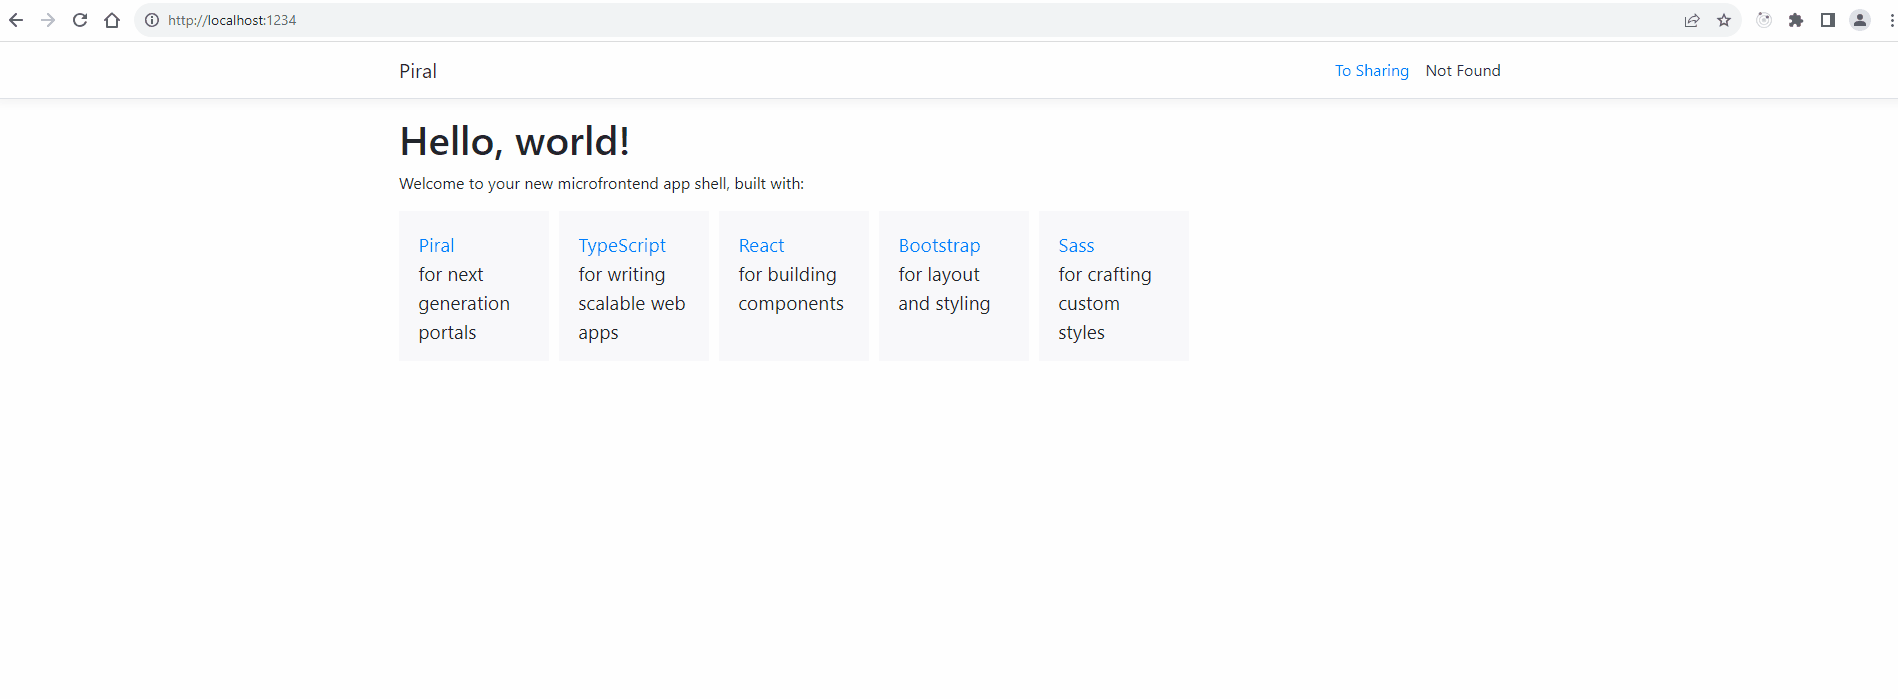 http://localhost:1234
Piral
To Sharing Not Found
Hello, world!
Welcome to your new microfrontend app shell, built with:
Piral
for next
generation
portals
TypeScript
for writing
scalable web
apps
React
for building
components
Bootstrap
for layout
and styling
Sass
for crafting
custom
styles